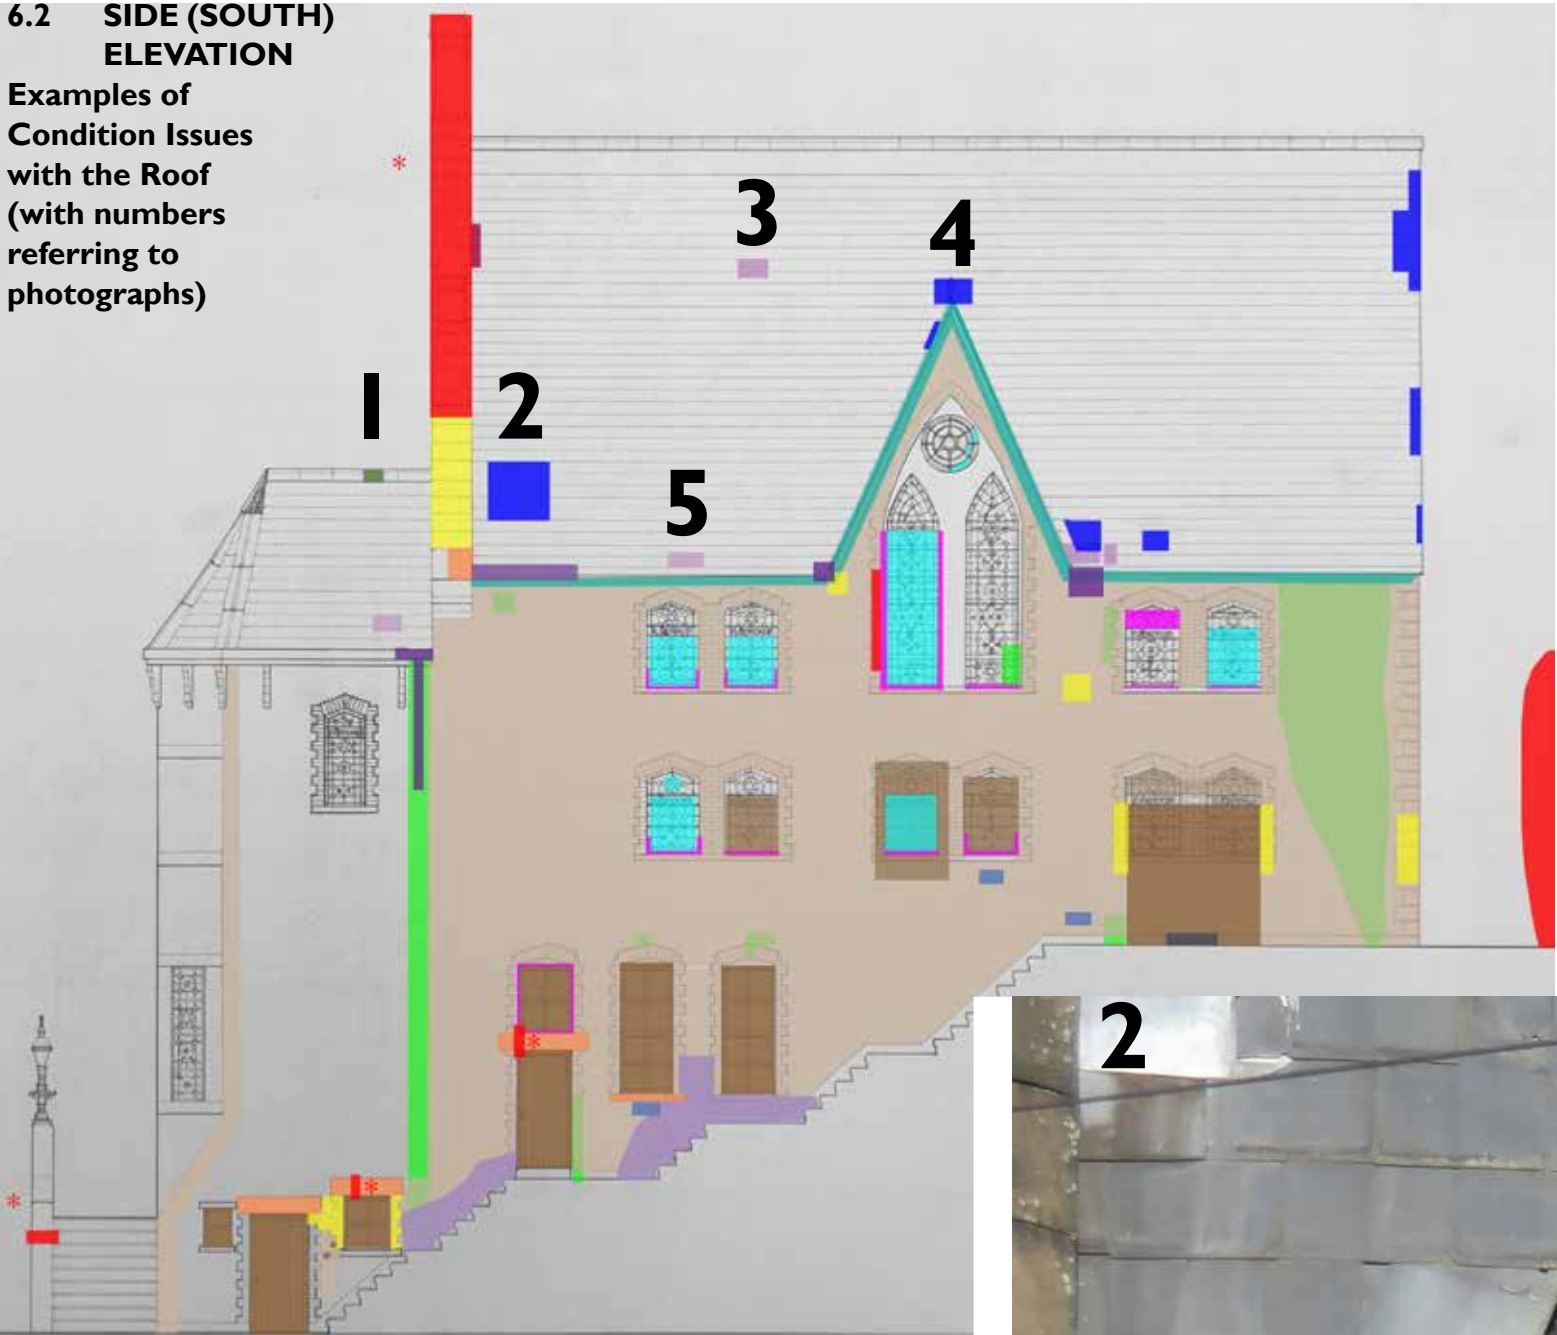 6.2 SIDE (SOUTH)
ELEVATION
Examples of
Condition Issues
with the Roof
(with numbers
referring to
photographs)
*
3
4
1
2
5
*
*
*
2